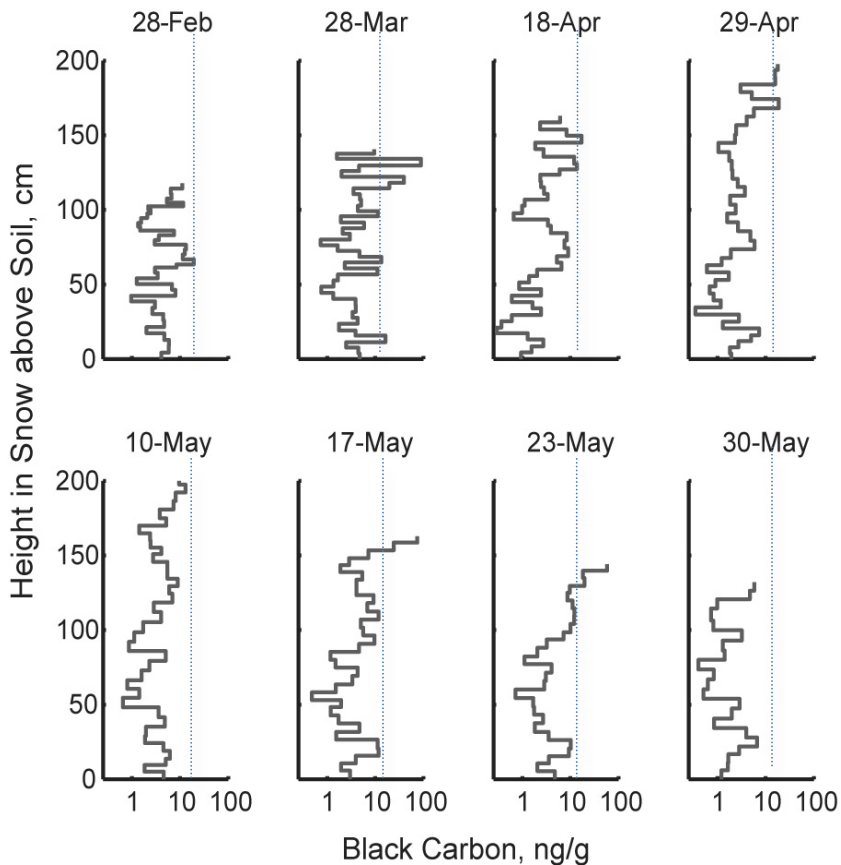 28-Feb 28-Mar 18-Apr 29-Apr
200
150
100
50
0
10-May 17-May 23-May 30-May
200
150
100
50
0
1 10 100 1 10 100 1 10 100 1 10 100
Height in Snow above Soil, cm
Black Carbon, ng/g